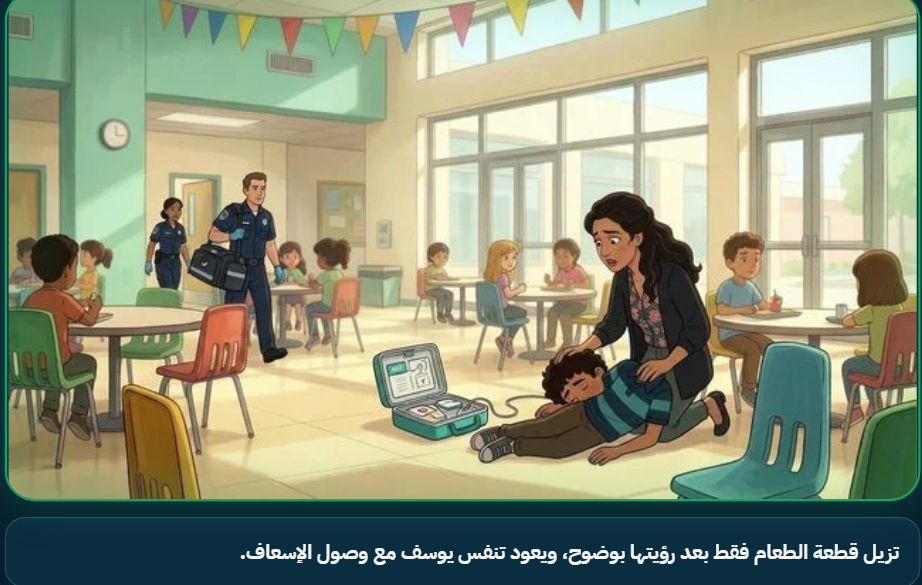 تزيل قطعة الطعام فقط بعد رؤيتها بوضوح، ويعود تنفس يوسف مع وصول الإسعاف.